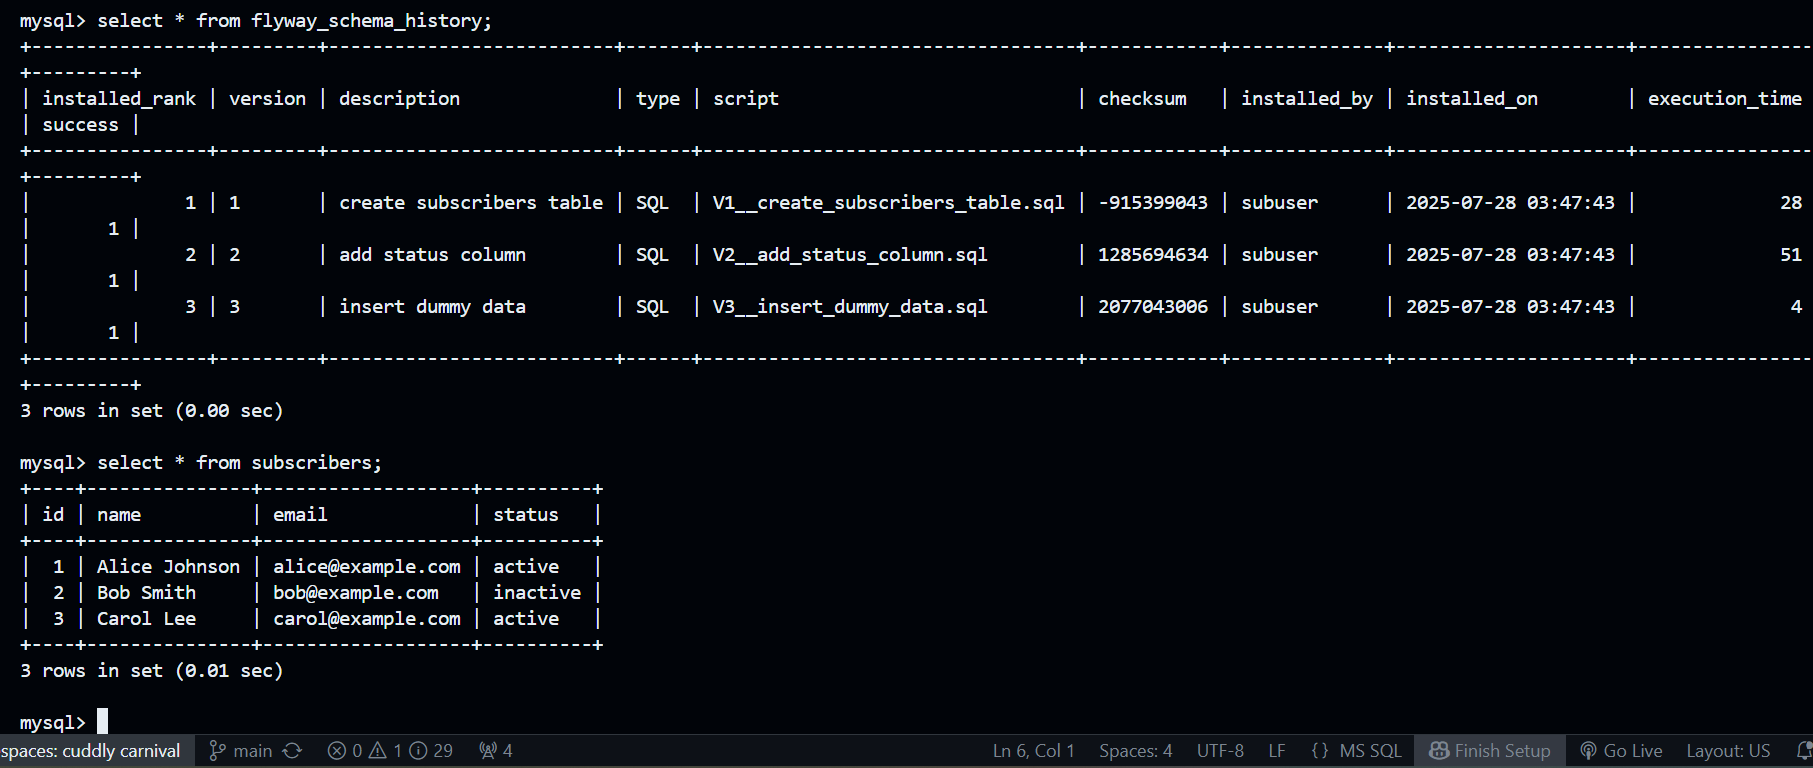 mysql> select * from flyway_schema_history;
+----------------+---------+--------------------------+------+----------------------------------+------------+--------------+---------------------+----------------
+---------+
| installed_rank | version | description              | type | script                           | checksum   | installed_by | installed_on        | execution_time
| success |
+----------------+---------+--------------------------+------+----------------------------------+------------+--------------+---------------------+----------------
+---------+
|              1 | 1       | create subscribers table | SQL  | V1__create_subscribers_table.sql | -915399043 | subuser      | 2025-07-28 03:47:43 |             28
|       1 |
|              2 | 2       | add status column        | SQL  | V2__add_status_column.sql        | 1285694634 | subuser      | 2025-07-28 03:47:43 |             51
|       1 |
|              3 | 3       | insert dummy data        | SQL  | V3__insert_dummy_data.sql        | 2077043006 | subuser      | 2025-07-28 03:47:43 |              4
|       1 |
+----------------+---------+--------------------------+------+----------------------------------+------------+--------------+---------------------+----------------
+---------+
3 rows in set (0.00 sec)
mysql> select * from subscribers;
+----+---------------+-------------------+----------+
| id | name          | email             | status   |
+----+---------------+-------------------+----------+
|  1 | Alice Johnson | alice@example.com | active   |
|  2 | Bob Smith     | bob@example.com   | inactive |
|  3 | Carol Lee     | carol@example.com | active   |
+----+---------------+-------------------+----------+
3 rows in set (0.01 sec)
mysql>
spaces: cuddly carnival main 0 1 29 4 Ln 6, Col 1 Spaces: 4 UTF-8 LF {} MS SQL Finish Setup Go Live Layout: US